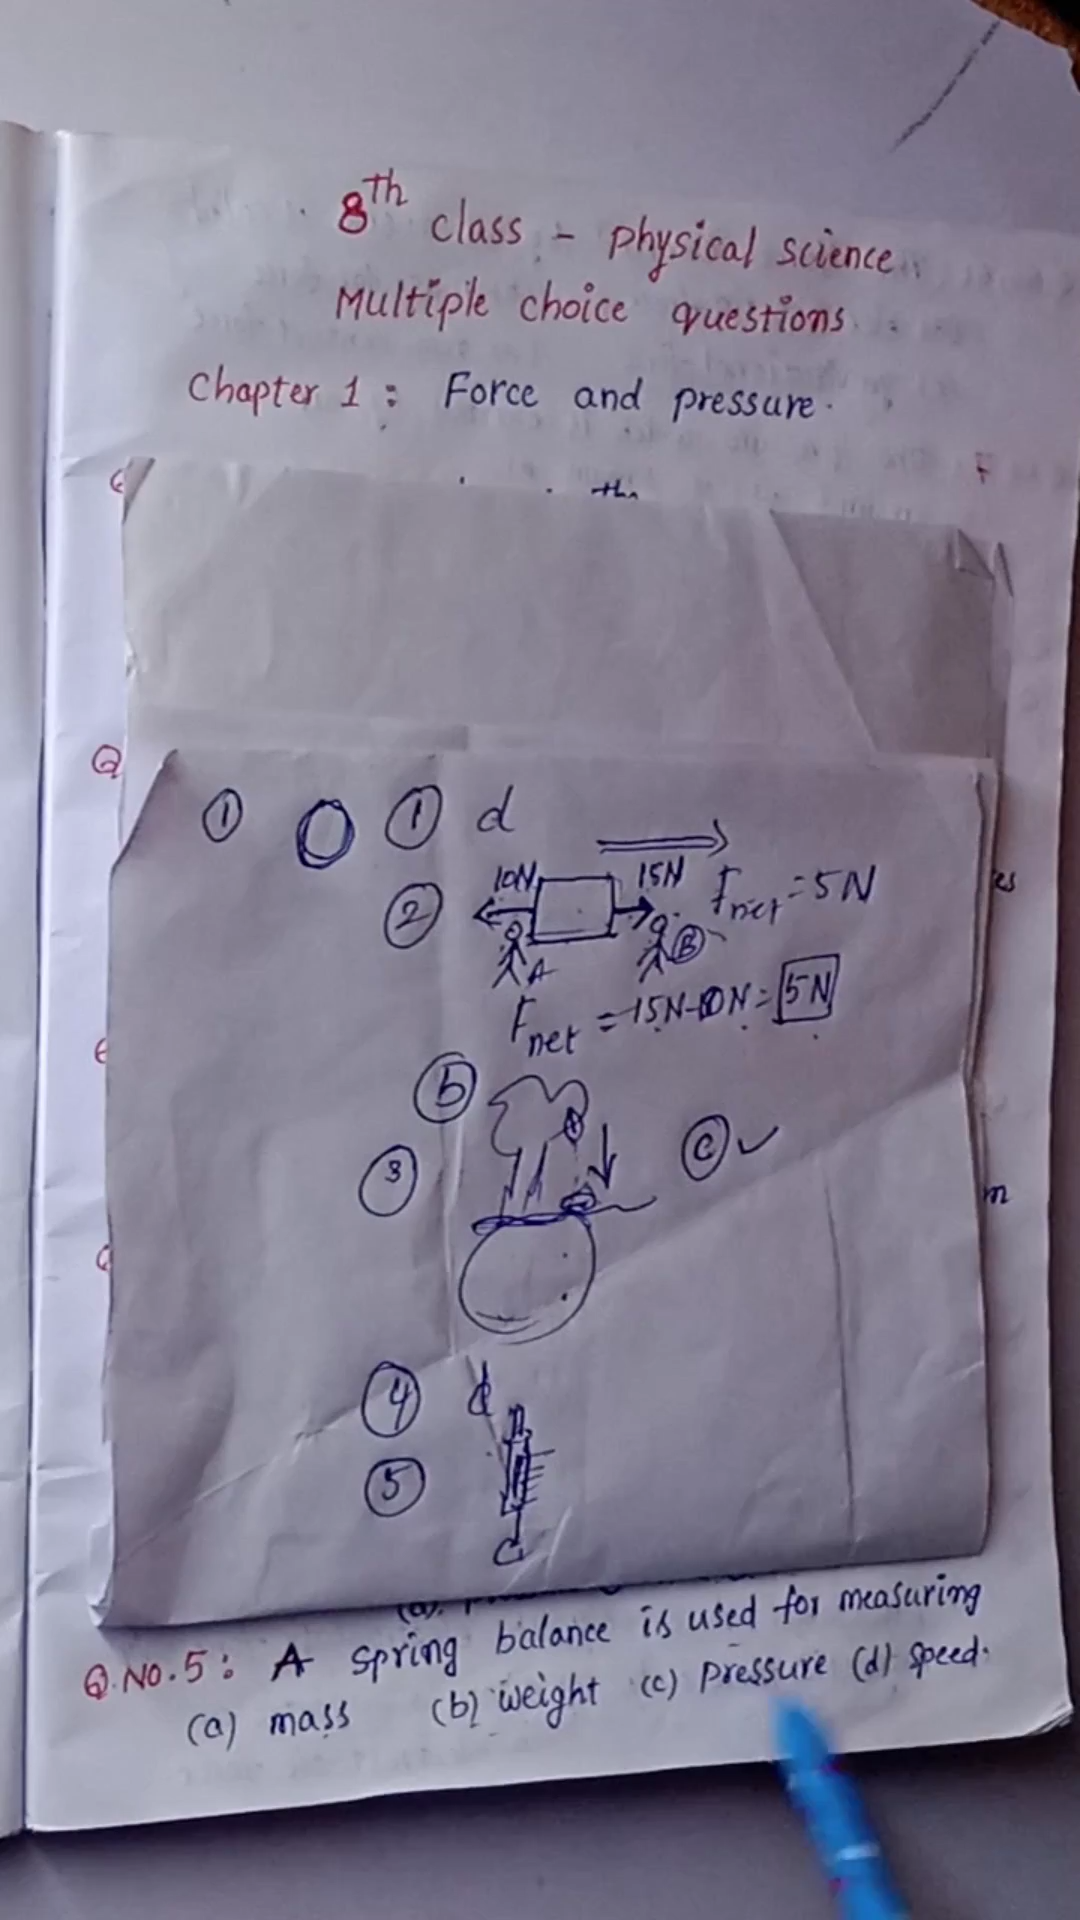 8th class - physical science
Multiple choice questions
Chapter 1 : Force and pressure.
Q
① ① d
10N 15N Fnet = 5N
②
A B
Fnet = 15N-10N = 5N
b
③ c ✓
④ d
⑤
Q.NO.5 : A spring balance is used for measuring
(a) mass (b) weight (c) pressure (d) speed.